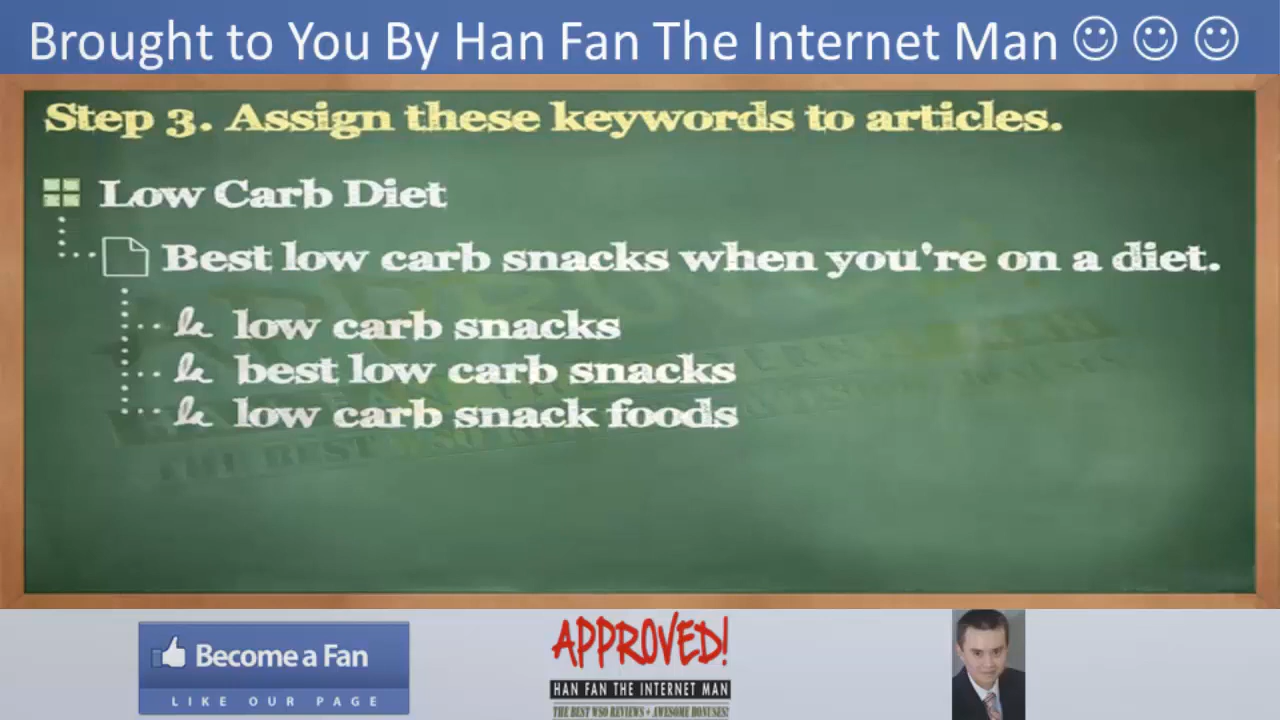 Brought to You By Han Fan The Internet Man ☺ ☺ ☺
Step 3. Assign these keywords to articles.
Low Carb Diet
Best low carb snacks when you're on a diet.
k low carb snacks
k best low carb snacks
k low carb snack foods
Become a Fan
LIKE OUR PAGE
APPROVED!
HAN FAN THE INTERNET MAN
THE BEST WSO REVIEWS + AWESOME BONUSES!